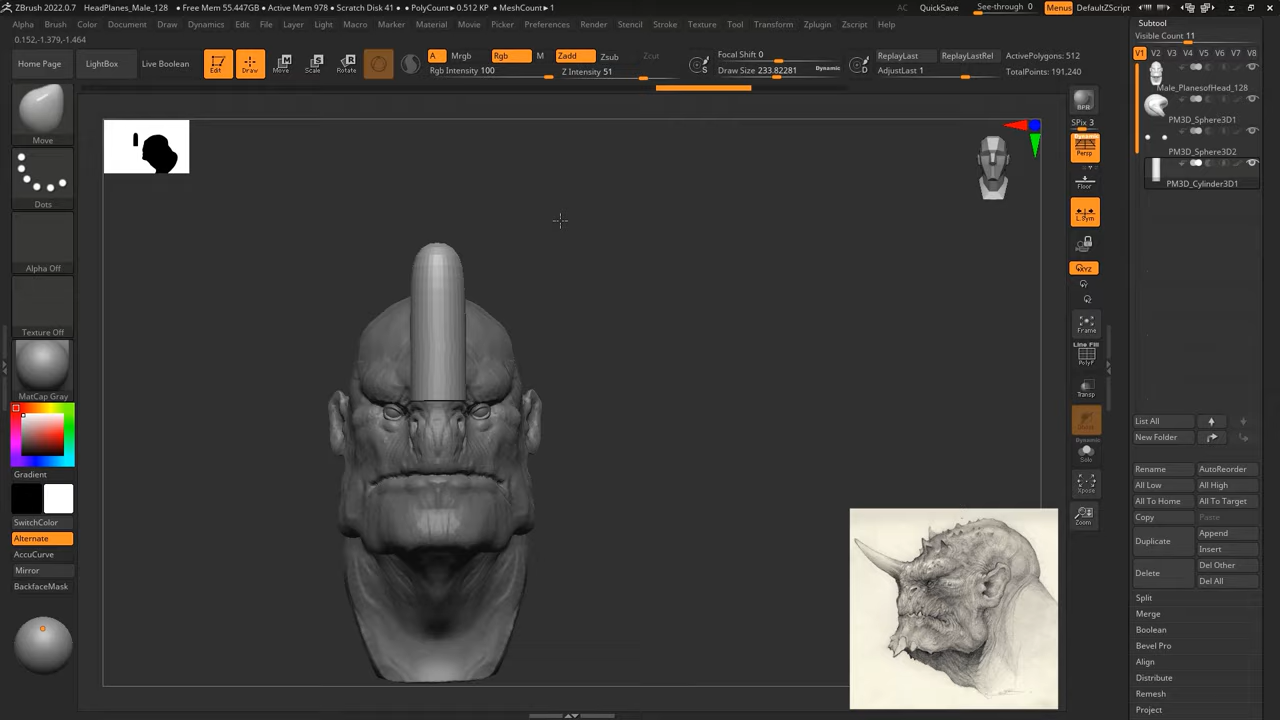 ZBrush 2022.0.7 HeadPlanes_Male_128 • Free Mem 55.447GB • Active Mem 978 • Scratch Disk 41 • PolyCount▸0.512 KP • MeshCount▸1 AC QuickSave See-through 0 Menus DefaultZScript
Alpha Brush Color Document Draw Dynamics Edit File Layer Light Macro Marker Material Movie Picker Preferences Render Stencil Stroke Texture Tool Transform Zplugin Zscript Help
0.152,-1.379,-1.464
Home Page
LightBox
Live Boolean
Edit
Draw
Move
Scale
Rotate
A
Mrgb
Rgb
M
Zadd
Zsub
Zcut
Rgb Intensity 100
Z Intensity 51
S
Focal Shift 0
Draw Size 233.82281
Dynamic
D
ReplayLast
ReplayLastRel
AdjustLast 1
ActivePolygons: 512
TotalPoints: 191,240
Move
Dots
Alpha Off
Texture Off
MatCap Gray
Gradient
SwitchColor
Alternate
AccuCurve
Mirror
BackfaceMask
BPR
SPix 3
Dynamic
Persp
Floor
L.Sym
XYZ
Frame
Line Fill
PolyF
Transp
Dynamic
Solo
Xpose
Zoom
Subtool
Visible Count 11
V1 V2 V3 V4 V5 V6 V7 V8
Male_PlanesofHead_128
PM3D_Sphere3D1
PM3D_Sphere3D2
PM3D_Cylinder3D1
List All
New Folder
Rename AutoReorder
All Low All High
All To Home All To Target
Copy Paste
Duplicate
Append
Insert
Delete
Del Other
Del All
Split
Merge
Boolean
Bevel Pro
Align
Distribute
Remesh
Project